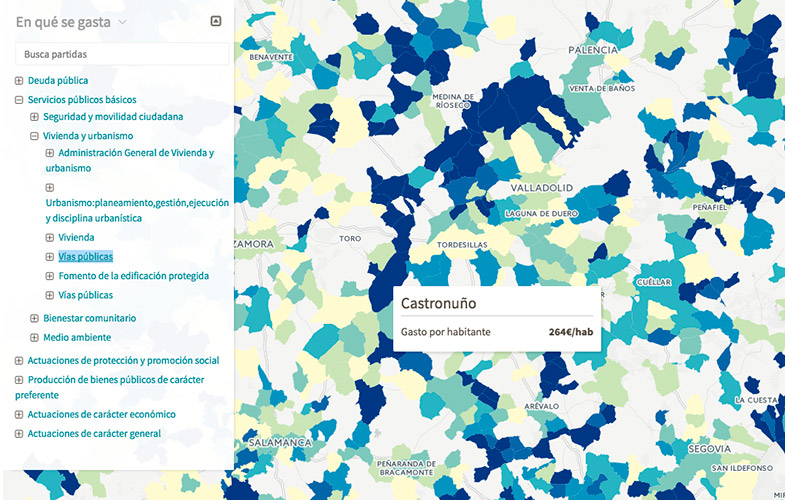 En qué se gasta
Busca partidas
Deuda pública
Servicios públicos básicos
Seguridad y movilidad ciudadana
Vivienda y urbanismo
Administración General de Vivienda y
urbanismo
Urbanismo:planeamiento,gestión,ejecución
y disciplina urbanística
Vivienda
Vías públicas
Fomento de la edificación protegida
Vías públicas
Bienestar comunitario
Medio ambiente
Actuaciones de protección y promoción social
Producción de bienes públicos de carácter
preferente
Actuaciones de carácter económico
Actuaciones de carácter general
BENAVENTE
PALENCIA
VENTA DE BAÑOS
MEDINA DE
RÍOSECO
VALLADOLID
LAGUNA DE DUERO
PEÑAFIEL
ZAMORA
TORO
TORDESILLAS
CUÉLLAR
Castronuño
Gasto por habitante 264€/hab
ARÉVALO
LA CUESTA
SALAMANCA
PEÑARANDA DE
BRACAMONTE
SEGOVIA
SAN ILDEFONSO